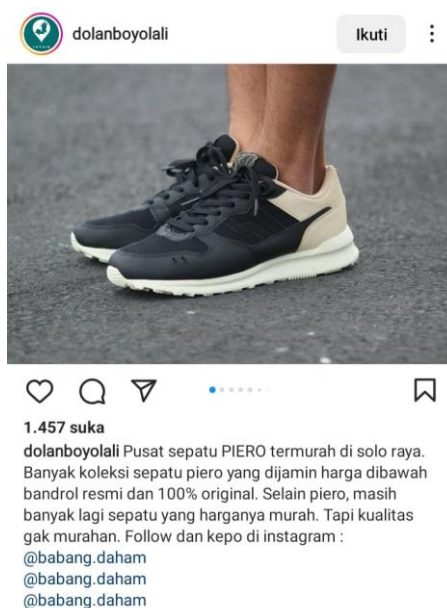 dolanboyolali
Ikuti
1.457 suka
dolanboyolali Pusat sepatu PIERO termurah di solo raya.
Banyak koleksi sepatu piero yang dijamin harga dibawah
bandrol resmi dan 100% original. Selain piero, masih
banyak lagi sepatu yang harganya murah. Tapi kualitas
gak murahan. Follow dan kepo di instagram :
@babang.daham
@babang.daham
@babang.daham